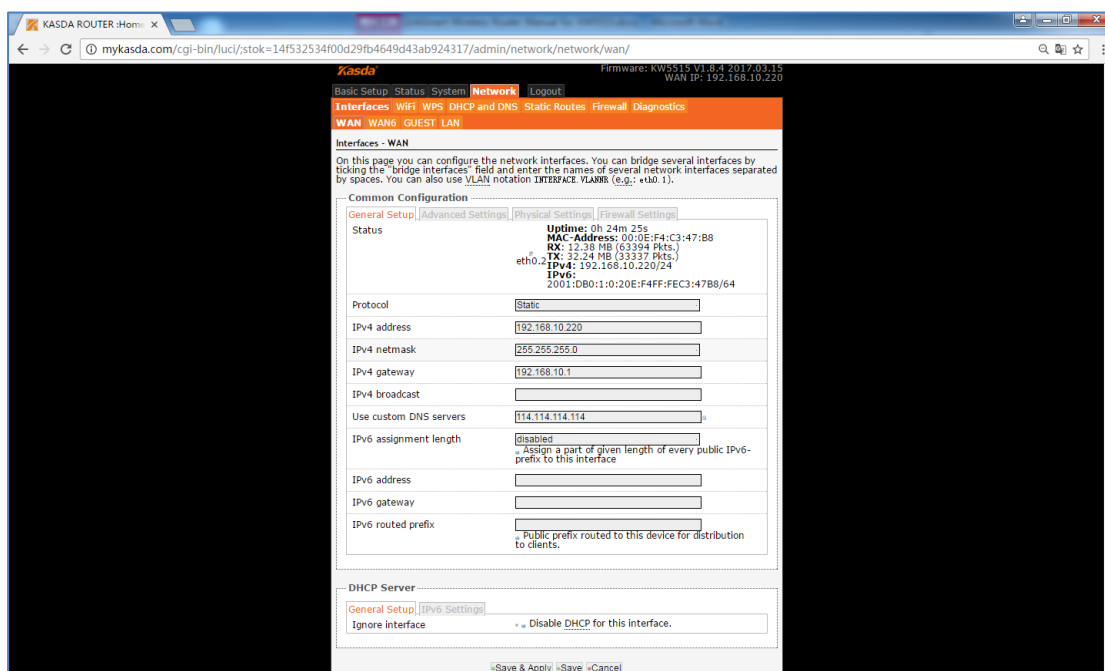 KASDA ROUTER :Home
mykasda.com/cgi-bin/luci/;stok=14f532534f00d29fb4649d43ab924317/admin/network/network/wan/
Kasda
Firmware: KW5515 V1.8.4 2017.03.15
WAN IP: 192.168.10.220
Basic Setup Status System Network Logout
Interfaces WiFi WPS DHCP and DNS Static Routes Firewall Diagnostics
WAN WAN6 GUEST LAN
Interfaces - WAN
On this page you can configure the network interfaces. You can bridge several interfaces by
ticking the "bridge interfaces" field and enter the names of several network interfaces separated
by spaces. You can also use VLAN notation INTERFACE.VLANNR (e.g.: eth0.1).
Common Configuration
General Setup Advanced Settings Physical Settings Firewall Settings
Status
eth0.2
Uptime: 0h 24m 25s
MAC-Address: 00:0E:F4:C3:47:B8
RX: 12.38 MB (63394 Pkts.)
TX: 32.24 MB (33337 Pkts.)
IPv4: 192.168.10.220/24
IPv6:
2001:DB0:1:0:20E:F4FF:FEC3:47B8/64
Protocol Static
IPv4 address 192.168.10.220
IPv4 netmask 255.255.255.0
IPv4 gateway 192.168.10.1
IPv4 broadcast
Use custom DNS servers 114.114.114.114
IPv6 assignment length disabled
Assign a part of given length of every public IPv6-
prefix to this interface
IPv6 address
IPv6 gateway
IPv6 routed prefix
Public prefix routed to this device for distribution
to clients.
DHCP Server
General Setup IPv6 Settings
Ignore interface Disable DHCP for this interface.
Save & Apply Save Cancel